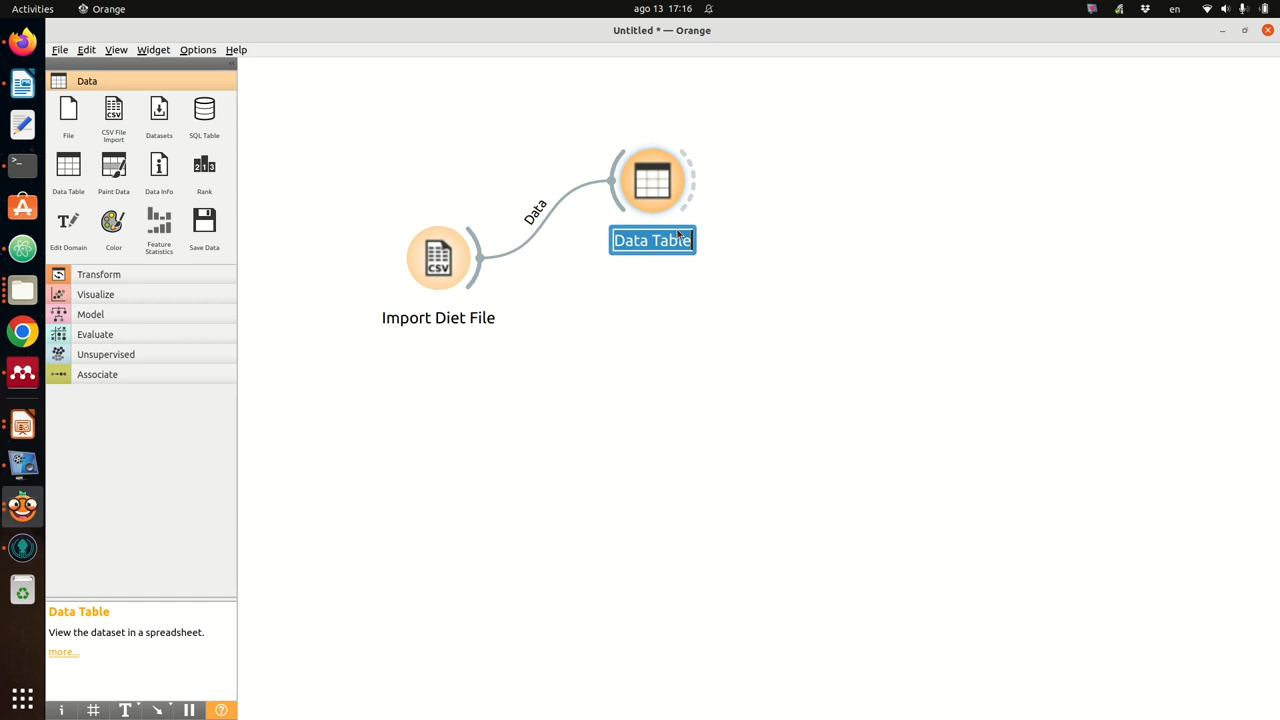 Activities Orange ago 13 17:16 en
Untitled * — Orange
File Edit View Widget Options Help
Data
File CSV File Import Datasets SQL Table
Data Table Paint Data Data Info Rank
Edit Domain Color Feature Statistics Save Data
Transform
Visualize
Model
Evaluate
Unsupervised
Associate
Data
Data Table
CSV
Import Diet File
Data Table
View the dataset in a spreadsheet.
more...